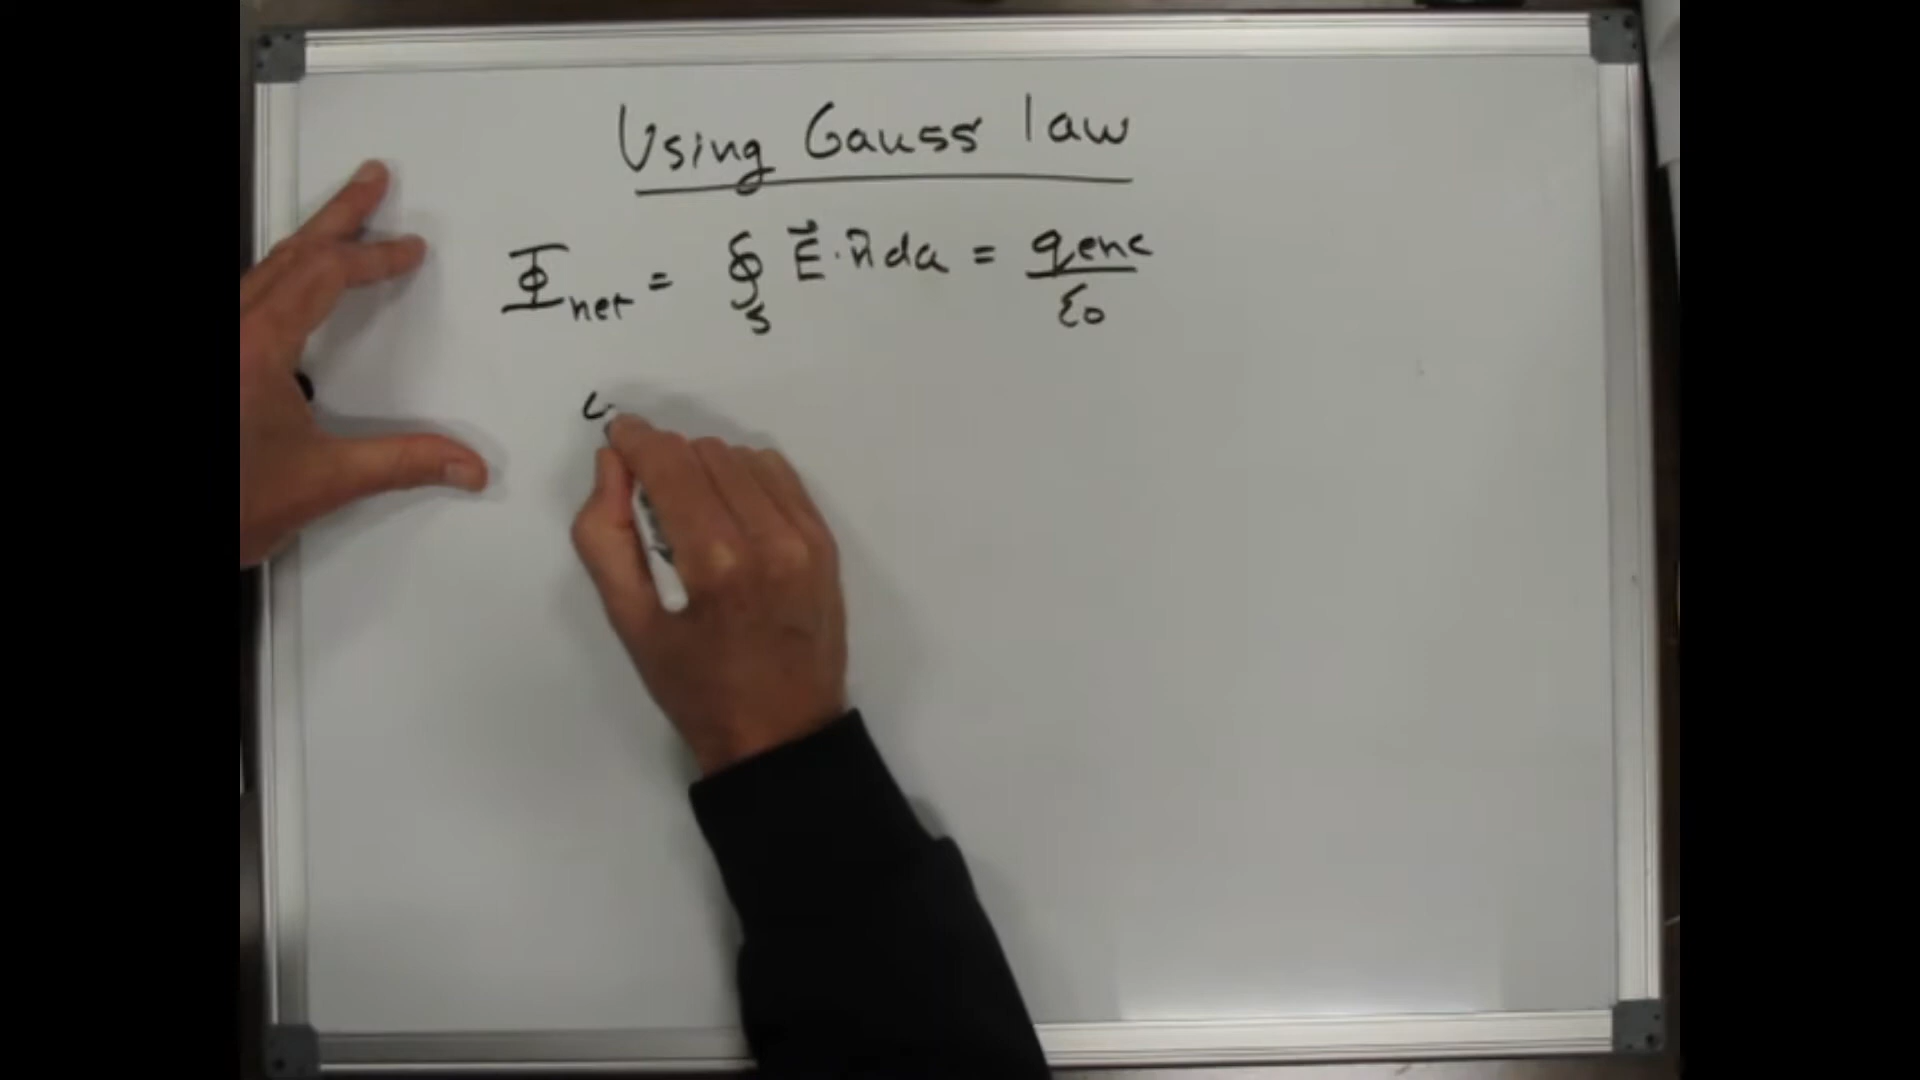 Using Gauss law
Φnet = ∮s E⃗·n̂da = qenc/ε0